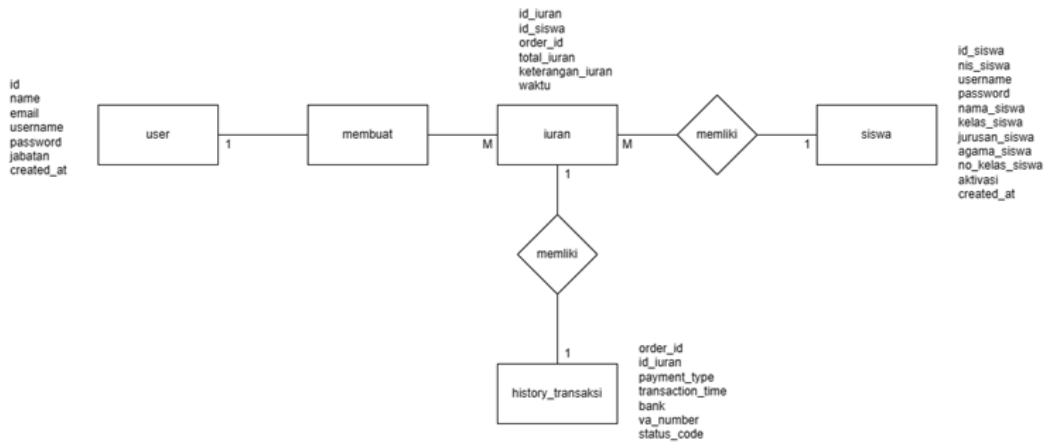 id
name
email
username
password
jabatan
created_at
user
1
membuat
M
id_iuran
id_siswa
order_id
total_iuran
keterangan_iuran
waktu
iuran
M
memliki
1
siswa
id_siswa
nis_siswa
username
password
nama_siswa
kelas_siswa
jurusan_siswa
agama_siswa
no_kelas_siswa
aktivasi
created_at
1
memliki
1
history_transaksi
order_id
id_iuran
payment_type
transaction_time
bank
va_number
status_code